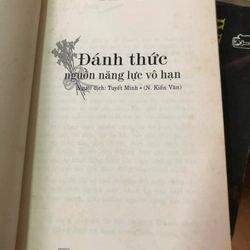 Đánh thức
nguồn năng lực vô hạn
Người dịch: Tuyết Minh • (N. Kiến Văn)